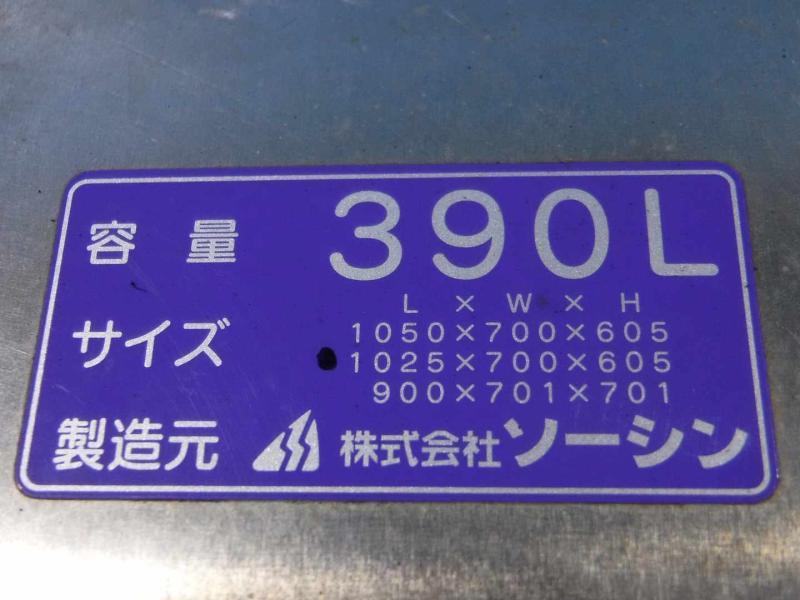 容量 390L
L × W × H
サイズ 1050×700×605
1025×700×605
900×701×701
製造元 株式会社ソーシン